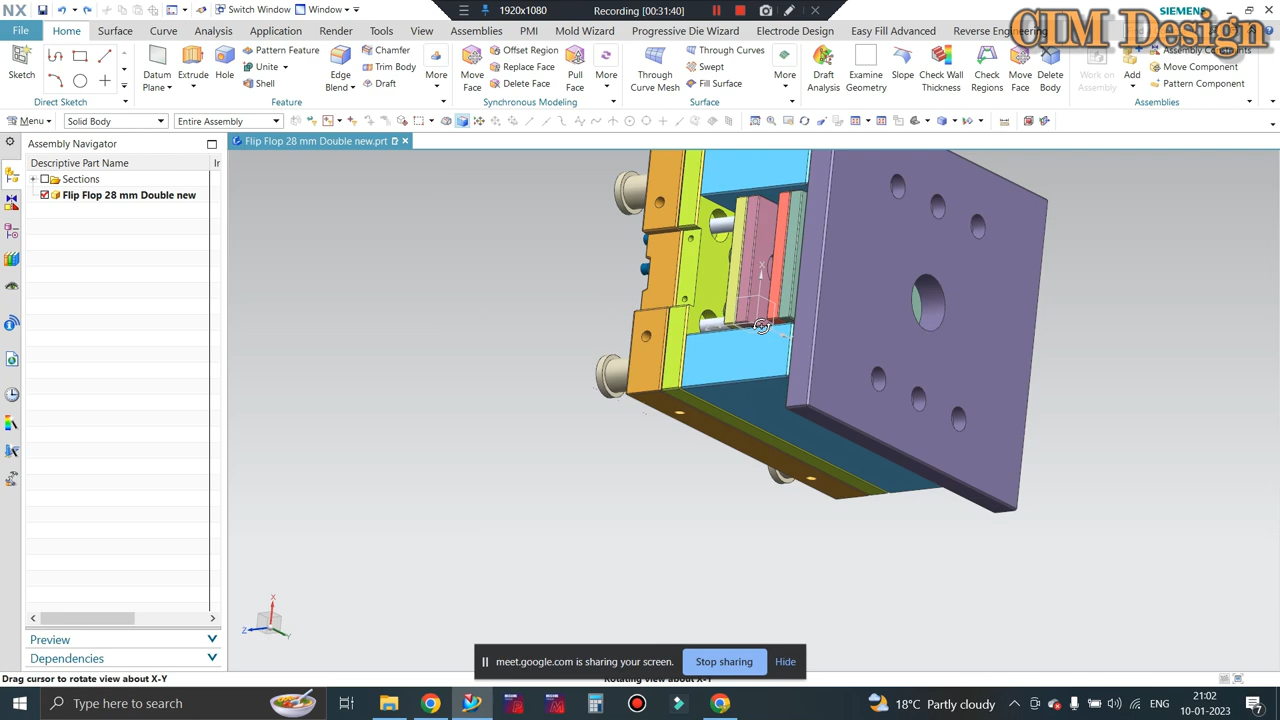 NX
Switch Window
Window
1920x1080
Recording [00:31:40]
SIEMENS
CIM Design
File
Home
Surface
Curve
Analysis
Application
Render
Tools
View
Assemblies
PMI
Mold Wizard
Progressive Die Wizard
Electrode Design
Easy Fill Advanced
Reverse Engineering
Sketch
Direct Sketch
Datum Plane
Extrude
Hole
Pattern Feature
Unite
Shell
Edge Blend
Chamfer
Trim Body
Draft
More
Feature
Move Face
Offset Region
Replace Face
Delete Face
Pull Face
More
Synchronous Modeling
Through Curve Mesh
Through Curves
Swept
Fill Surface
More
Surface
Draft Analysis
Examine Geometry
Slope
Check Wall Thickness
Check Regions
Move Face
Delete Body
Work on Assembly
Add
Assembly Constraints
Move Component
Pattern Component
Assemblies
Menu
Solid Body
Entire Assembly
Assembly Navigator
Descriptive Part Name
Sections
Flip Flop 28 mm Double new
Flip Flop 28 mm Double new.prt
X
X
Z
Y
Preview
Dependencies
meet.google.com is sharing your screen.
Stop sharing
Hide
Drag cursor to rotate view about X-Y
Type here to search
18°C Partly cloudy
ENG
21:02
10-01-2023
7